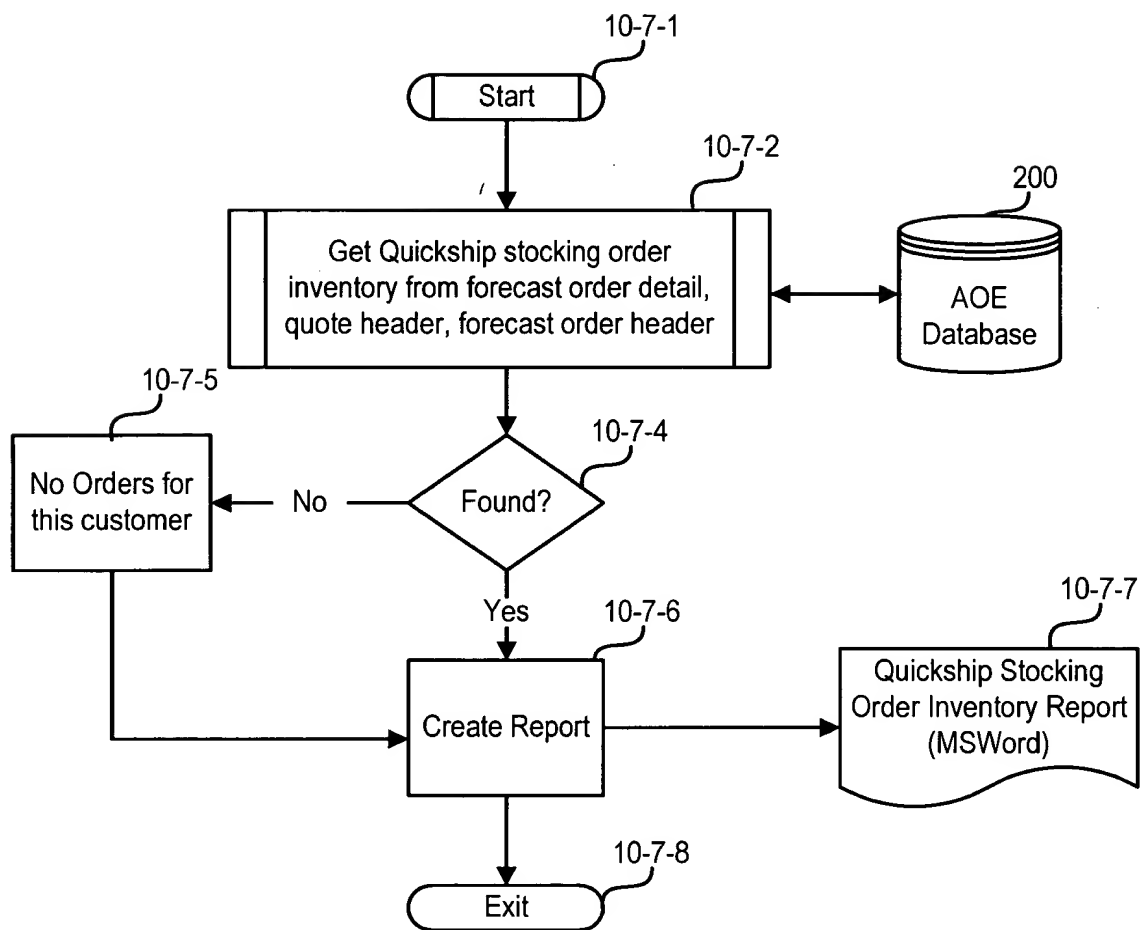 10-7-1
Start
10-7-2
200
Get Quickship stocking order
inventory from forecast order detail,
quote header, forecast order header
AOE
Database
10-7-5
10-7-4
No Orders for
this customer
No
Found?
Yes
10-7-6
10-7-7
Create Report
Quickship Stocking
Order Inventory Report
(MSWord)
10-7-8
Exit